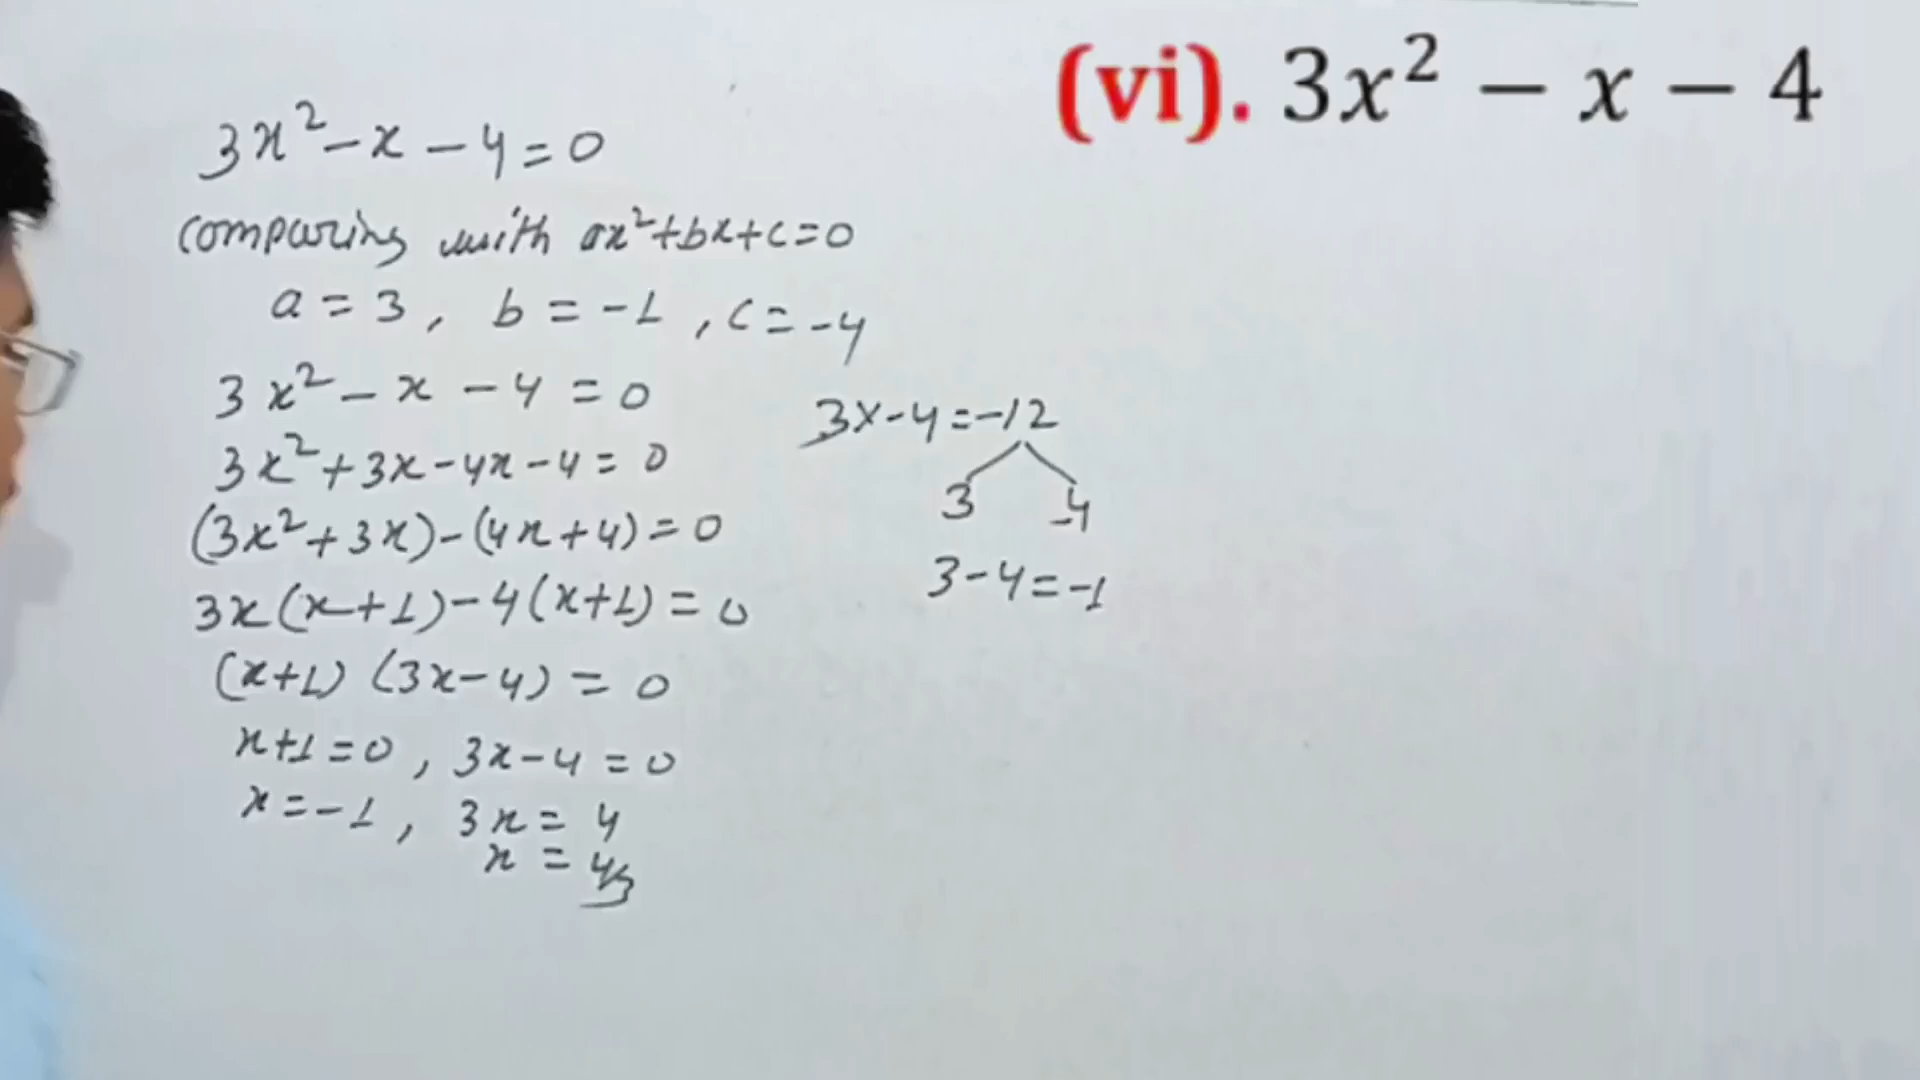 (vi). 3x² − x − 4
3x² − x − 4 = 0
comparing with ax²+bx+c=0
a = 3, b = -1, c = -4
3x² − x − 4 = 0
3x²+3x-4x-4=0
(3x²+3x)-(4x+4)=0
3x(x+1)-4(x+1)=0
(x+1)(3x-4)=0
x+1=0, 3x-4=0
x=-1, 3x=4
x=4/3
3x-4=-12
3 -4
3-4=-1